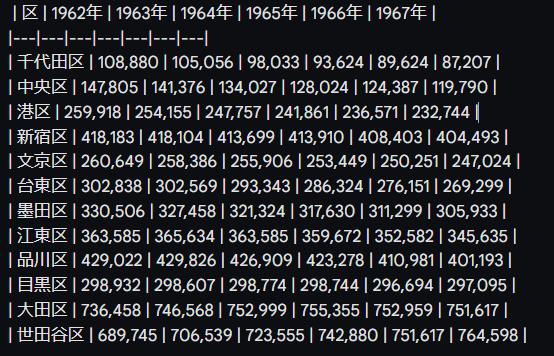 | 区 | 1962年 | 1963年 | 1964年 | 1965年 | 1966年 | 1967年 |
|---|---|---|---|---|---|---|
| 千代田区 | 108,880 | 105,056 | 98,033 | 93,624 | 89,624 | 87,207 |
| 中央区 | 147,805 | 141,376 | 134,027 | 128,024 | 124,387 | 119,790 |
| 港区 | 259,918 | 254,155 | 247,757 | 241,861 | 236,571 | 232,744 |
| 新宿区 | 418,183 | 418,104 | 413,699 | 413,910 | 408,403 | 404,493 |
| 文京区 | 260,649 | 258,386 | 255,906 | 253,449 | 250,251 | 247,024 |
| 台東区 | 302,838 | 302,569 | 293,343 | 286,324 | 276,151 | 269,299 |
| 墨田区 | 330,506 | 327,458 | 321,324 | 317,630 | 311,299 | 305,933 |
| 江東区 | 363,585 | 365,634 | 363,585 | 359,672 | 352,582 | 345,635 |
| 品川区 | 429,022 | 429,826 | 426,909 | 423,278 | 410,981 | 401,193 |
| 目黒区 | 298,932 | 298,607 | 298,774 | 298,744 | 296,694 | 297,095 |
| 大田区 | 736,458 | 746,568 | 752,999 | 755,355 | 752,959 | 751,617 |
| 世田谷区 | 689,745 | 706,539 | 723,555 | 742,880 | 751,617 | 764,598 |